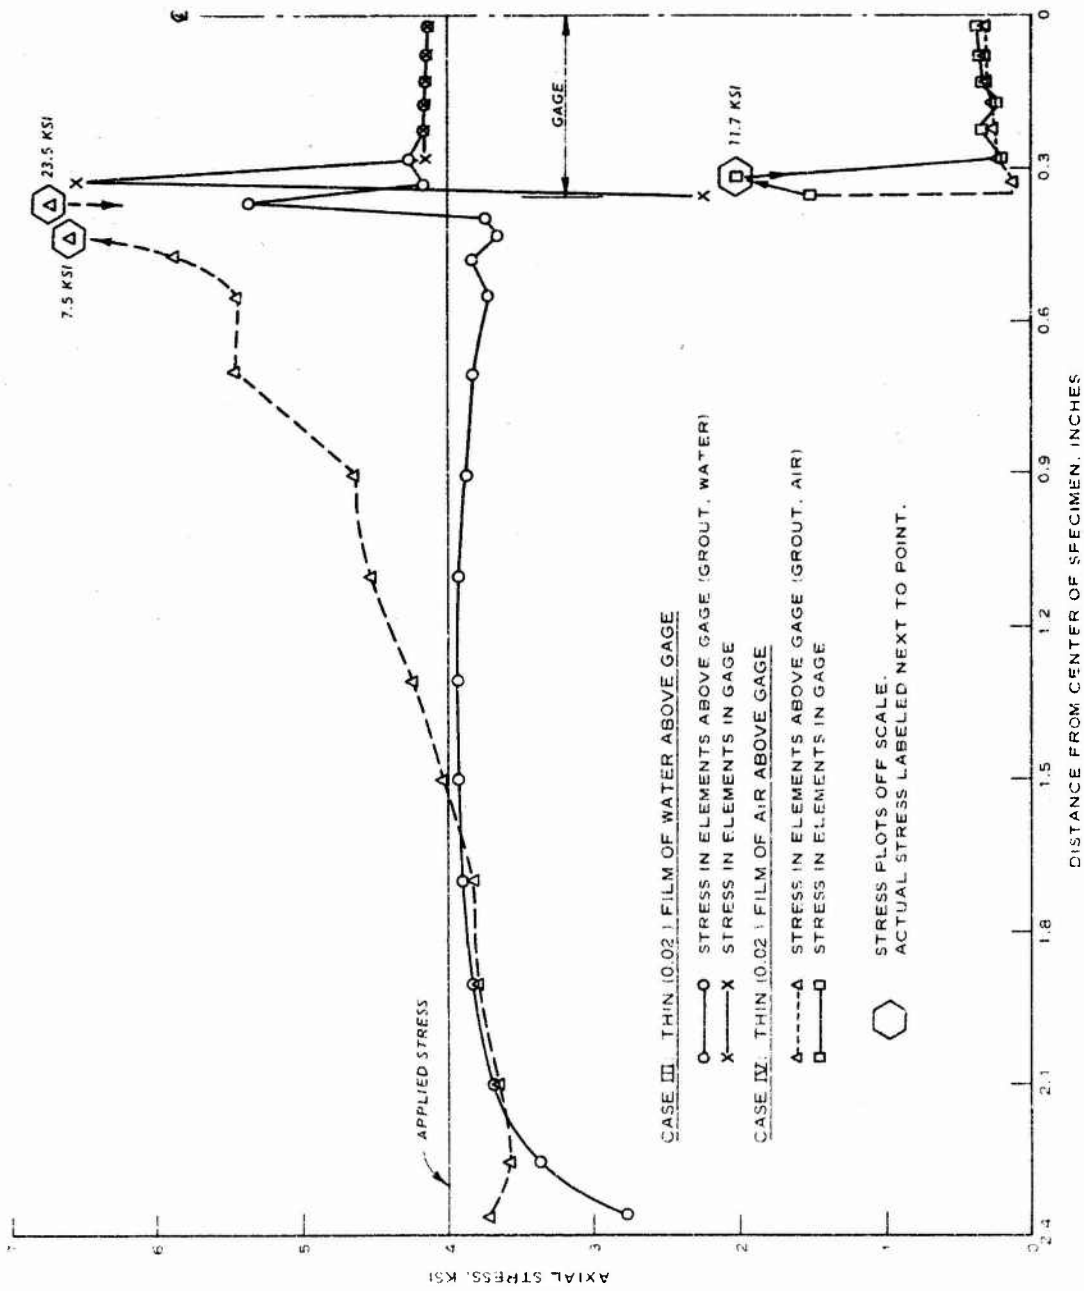 ℄
23.5 KSI
7.5 KSI
GAGE
11.7 KSI
APPLIED STRESS
CASE III. THIN (0.02 ) FILM OF WATER ABOVE GAGE
STRESS IN ELEMENTS ABOVE GAGE (GROUT, WATER)
STRESS IN ELEMENTS IN GAGE
CASE IV. THIN (0.02 ) FILM OF AIR ABOVE GAGE
STRESS IN ELEMENTS ABOVE GAGE (GROUT, AIR)
STRESS IN ELEMENTS IN GAGE
STRESS PLOTS OFF SCALE.
ACTUAL STRESS LABELED NEXT TO POINT.
7
6
5
4
3
2
1
0
AXIAL STRESS, KSI
2.4
2.1
1.8
1.5
1.2
0.9
0.6
0.3
0
DISTANCE FROM CENTER OF SPECIMEN, INCHES